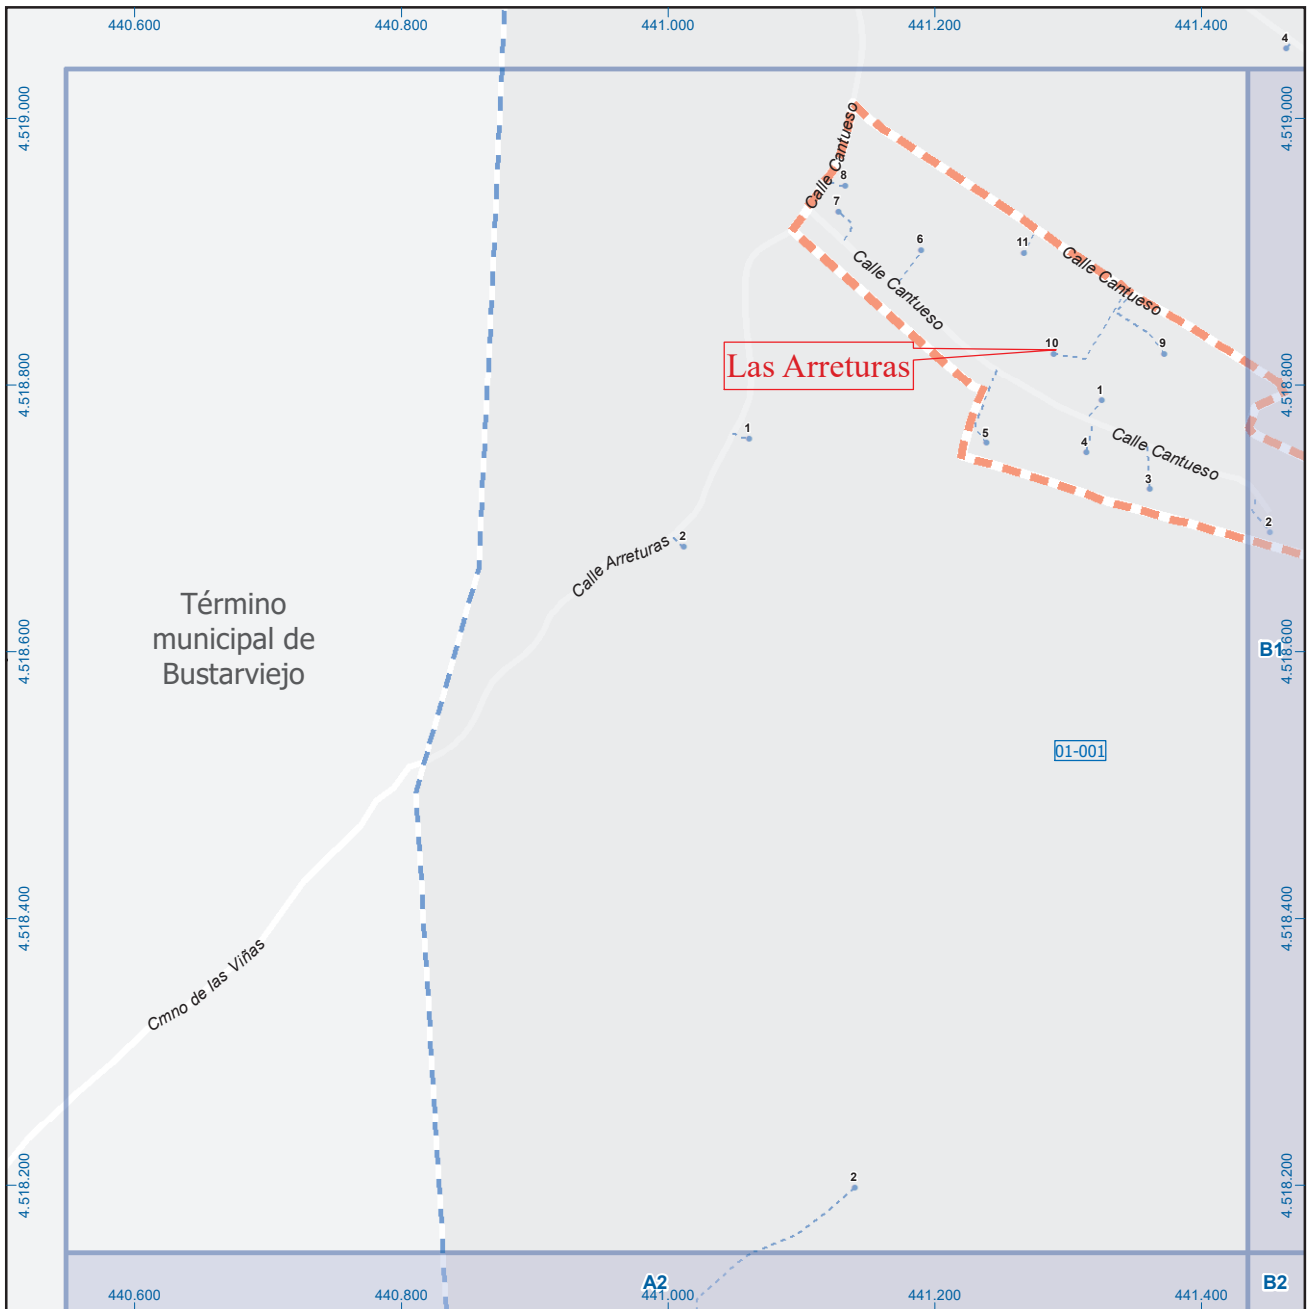 440.600
440.800
441.000
441.200
441.400
4
4.519.000
4.519.000
Calle Cantueso
8
7
6
11
Calle Cantueso
Calle Cantueso
10
9
Las Arreturas
4.518.800
4.518.800
1
5
4
Calle Cantueso
1
3
2
2
Calle Arreturas
Término
municipal de
Bustarviejo
4.518.600
B1
4.518.600
01-001
4.518.400
4.518.400
Cmno de las Viñas
4.518.200
2
4.518.200
A2
B2
440.600
440.800
441.000
441.200
441.400